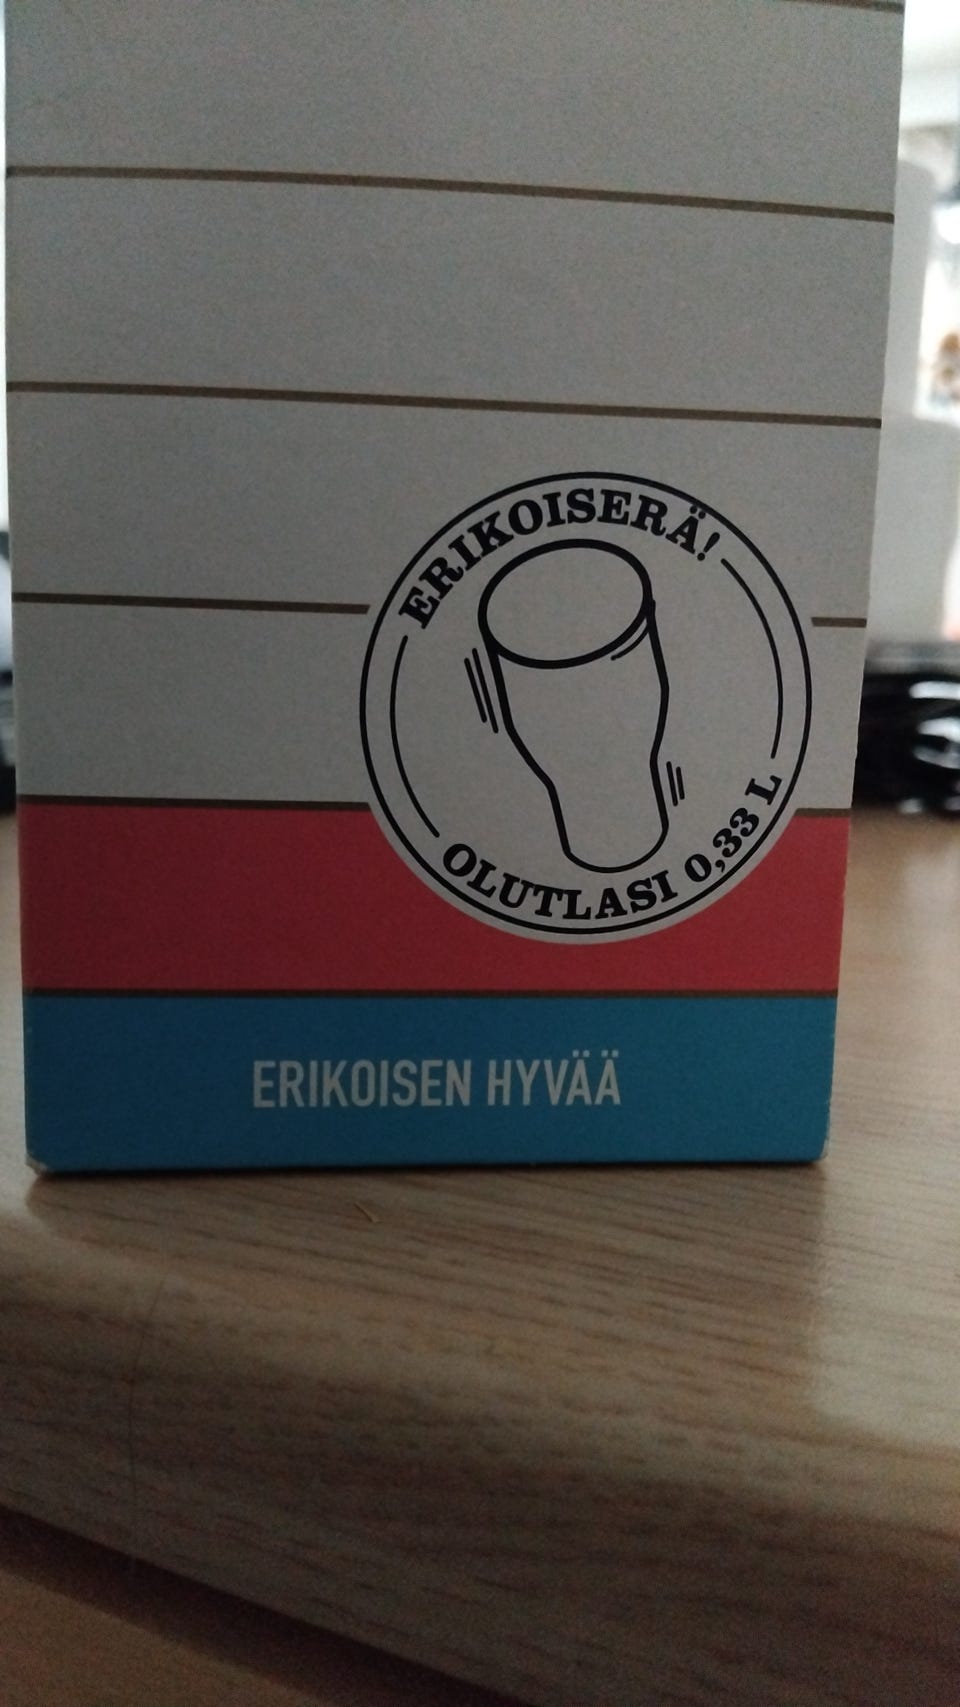 ERIKOISERÄ!
OLUTLASI 0,33 L
ERIKOISEN HYVÄÄ